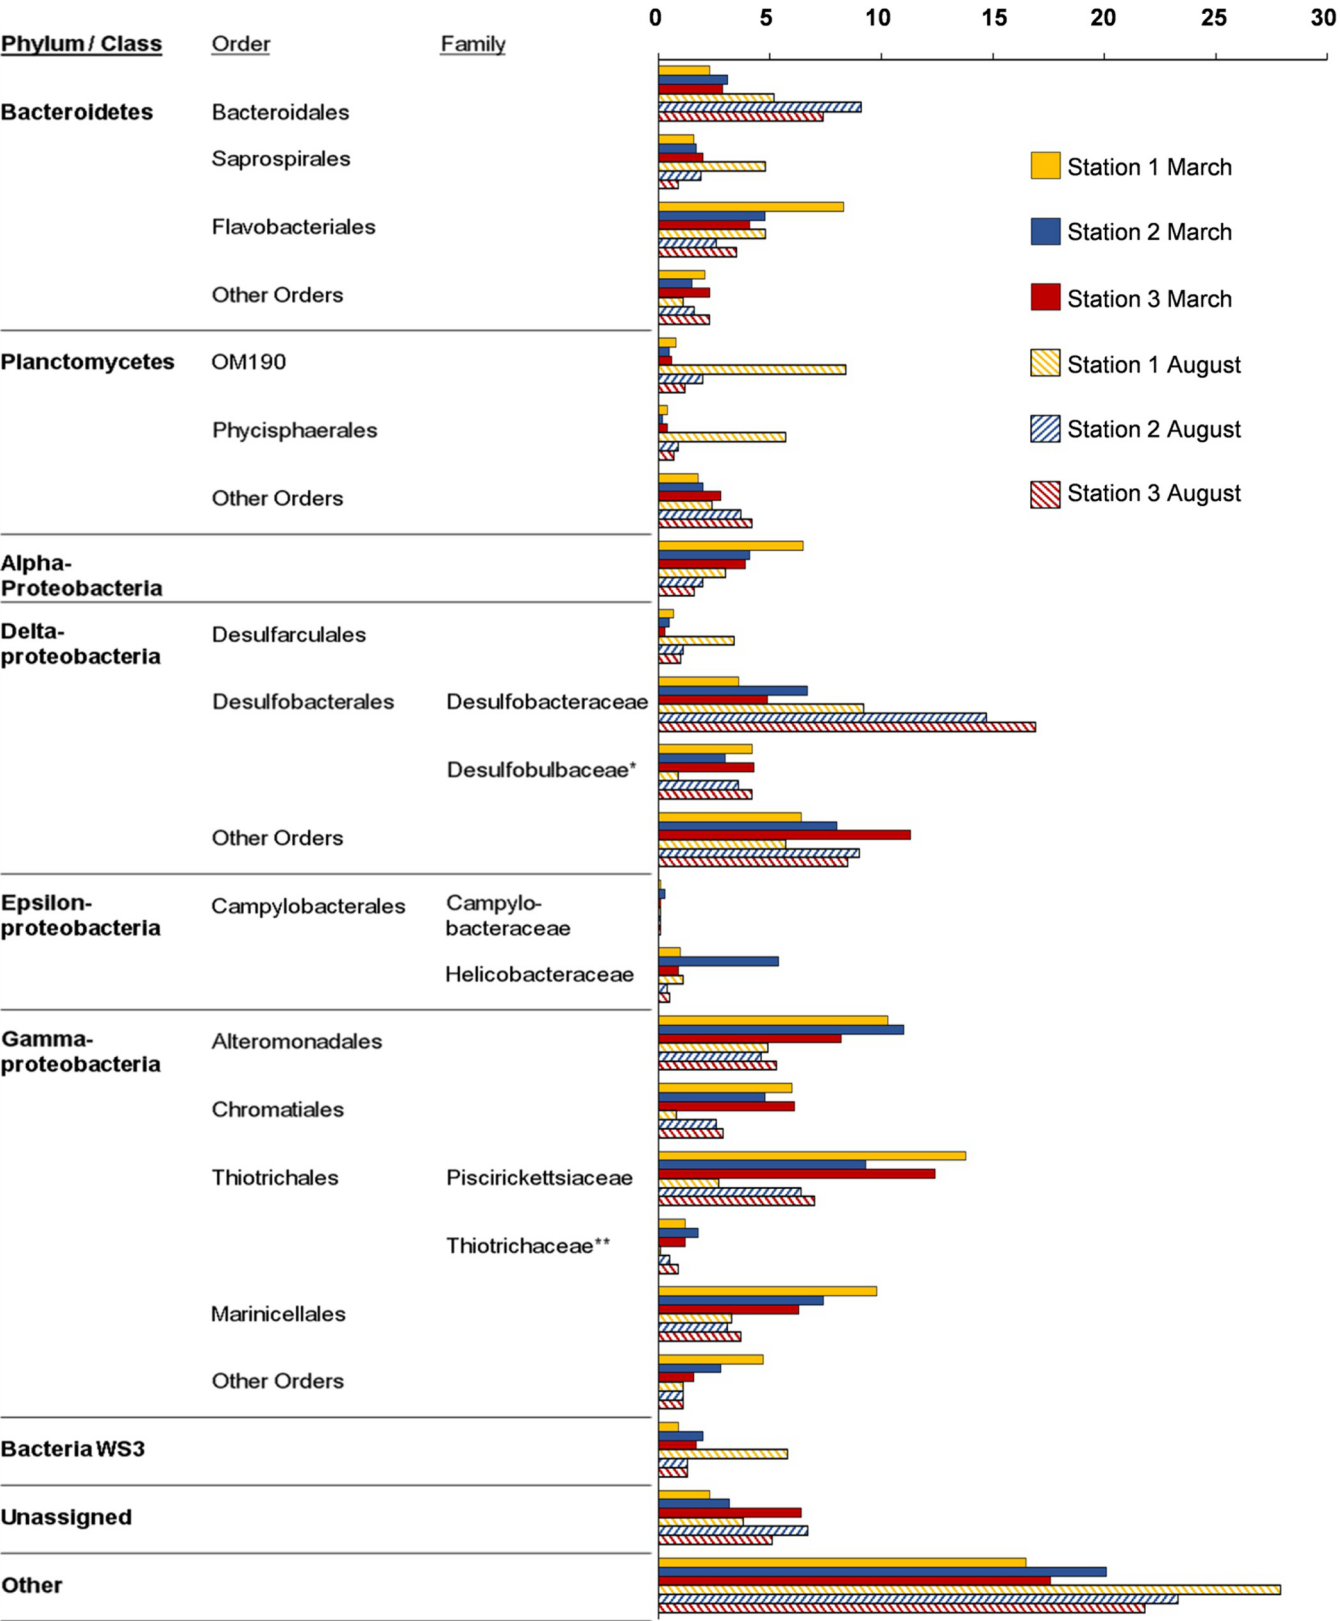 0 5 10 15 20 25 30
Phylum / Class Order Family
Bacteroidetes Bacteroidales
Saprospirales
Station 1 March
Flavobacteriales
Station 2 March
Other Orders
Station 3 March
Planctomycetes OM190
Station 1 August
Phycisphaerales
Station 2 August
Other Orders
Station 3 August
Alpha-
Proteobacteria
Delta-
proteobacteria
Desulfarculales
Desulfobacterales Desulfobacteraceae
Desulfobulbaceae*
Other Orders
Epsilon-
proteobacteria
Campylobacterales
Campylo-
bacteraceae
Helicobacteraceae
Gamma-
proteobacteria
Alteromonadales
Chromatiales
Thiotrichales Piscirickettsiaceae
Thiotrichaceae**
Marinicellales
Other Orders
Bacteria WS3
Unassigned
Other